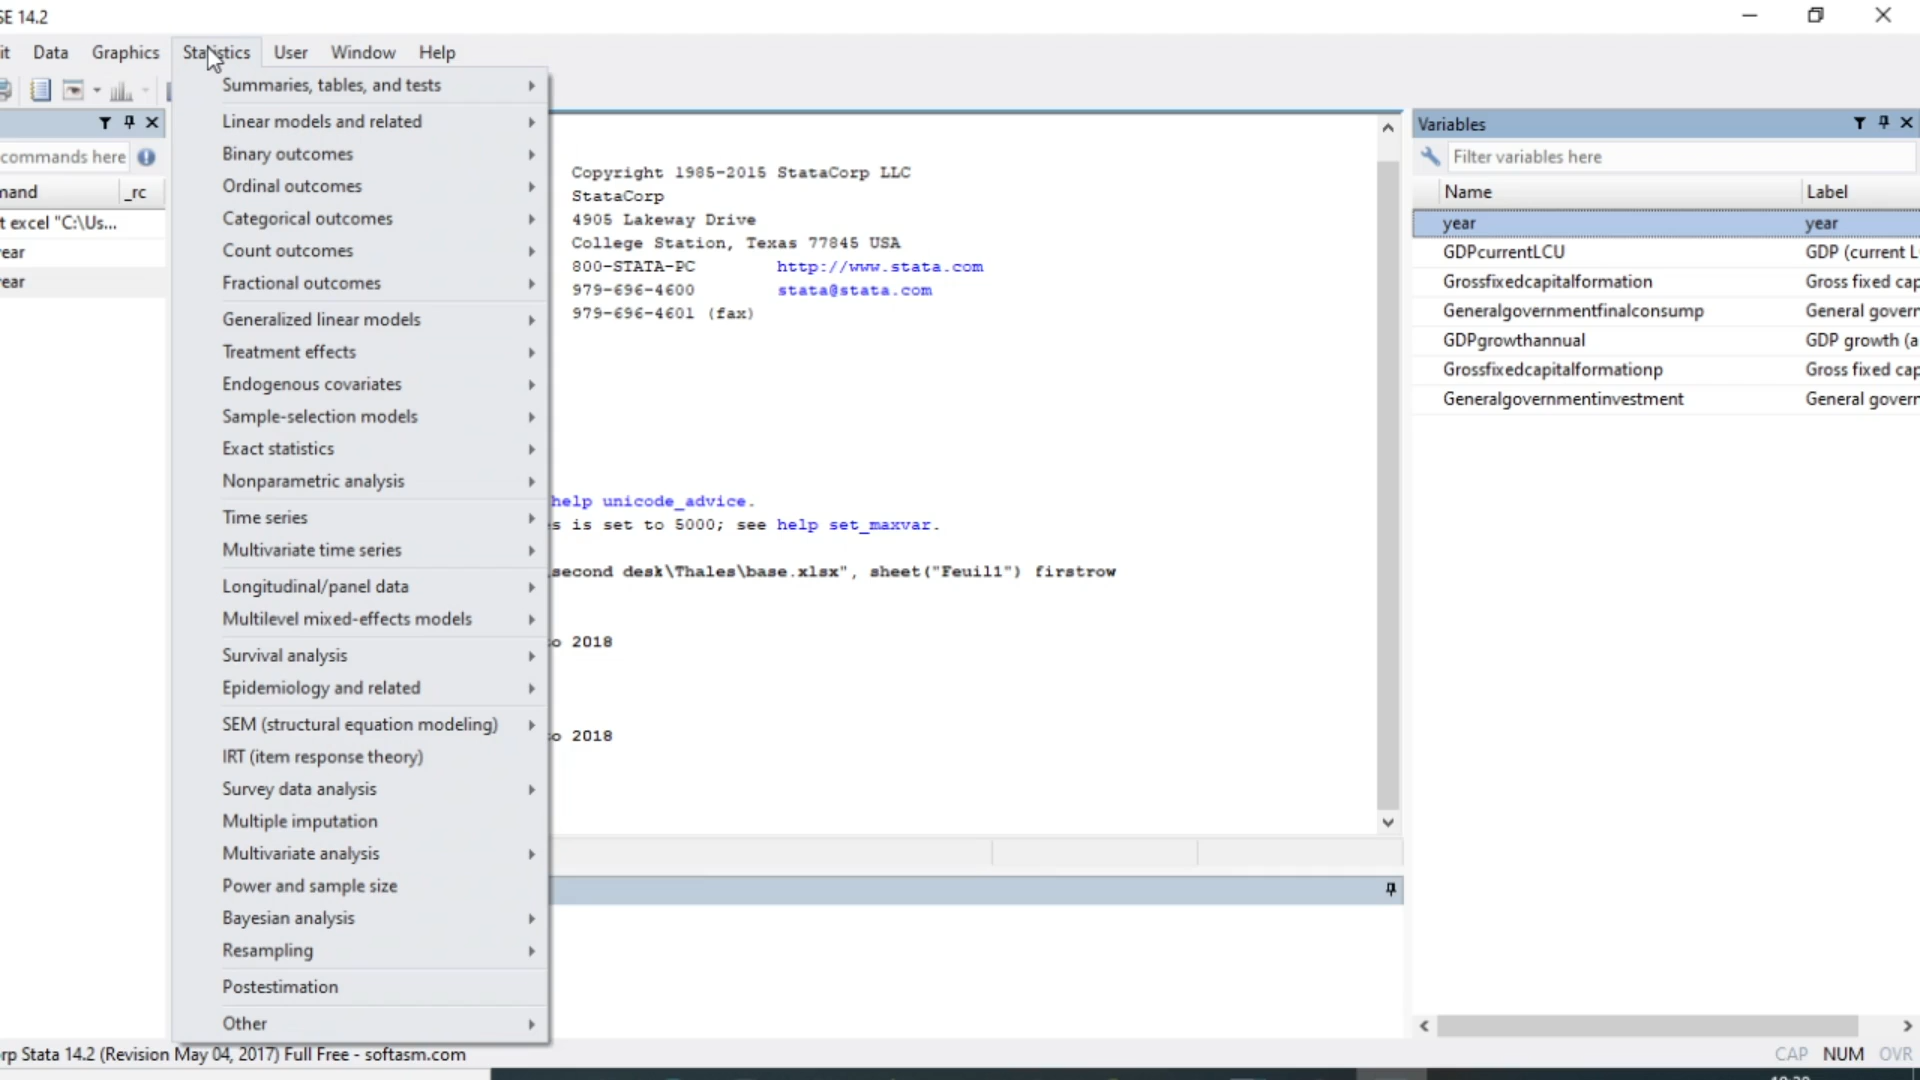 SE 14.2
it Data Graphics Statistics User Window Help
commands here
mand _rc
t excel "C:\Us...
ear
ear
Summaries, tables, and tests
Linear models and related
Binary outcomes
Ordinal outcomes
Categorical outcomes
Count outcomes
Fractional outcomes
Generalized linear models
Treatment effects
Endogenous covariates
Sample-selection models
Exact statistics
Nonparametric analysis
Time series
Multivariate time series
Longitudinal/panel data
Multilevel mixed-effects models
Survival analysis
Epidemiology and related
SEM (structural equation modeling)
IRT (item response theory)
Survey data analysis
Multiple imputation
Multivariate analysis
Power and sample size
Bayesian analysis
Resampling
Postestimation
Other
Copyright 1985-2015 StataCorp LLC
StataCorp
4905 Lakeway Drive
College Station, Texas 77845 USA
800-STATA-PC http://www.stata.com
979-696-4600 stata@stata.com
979-696-4601 (fax)
help unicode_advice.
s is set to 5000; see help set_maxvar.
second desk\Thales\base.xlsx", sheet("Feuil1") firstrow
to 2018
to 2018
Variables
Filter variables here
Name Label
year year
GDPcurrentLCU GDP (current L
Grossfixedcapitalformation Gross fixed cap
Generalgovernmentfinalconsump General govern
GDPgrowthannual GDP growth (a
Grossfixedcapitalformationp Gross fixed cap
Generalgovernmentinvestment General govern
rp Stata 14.2 (Revision May 04, 2017) Full Free - softasm.com
CAP NUM OVR